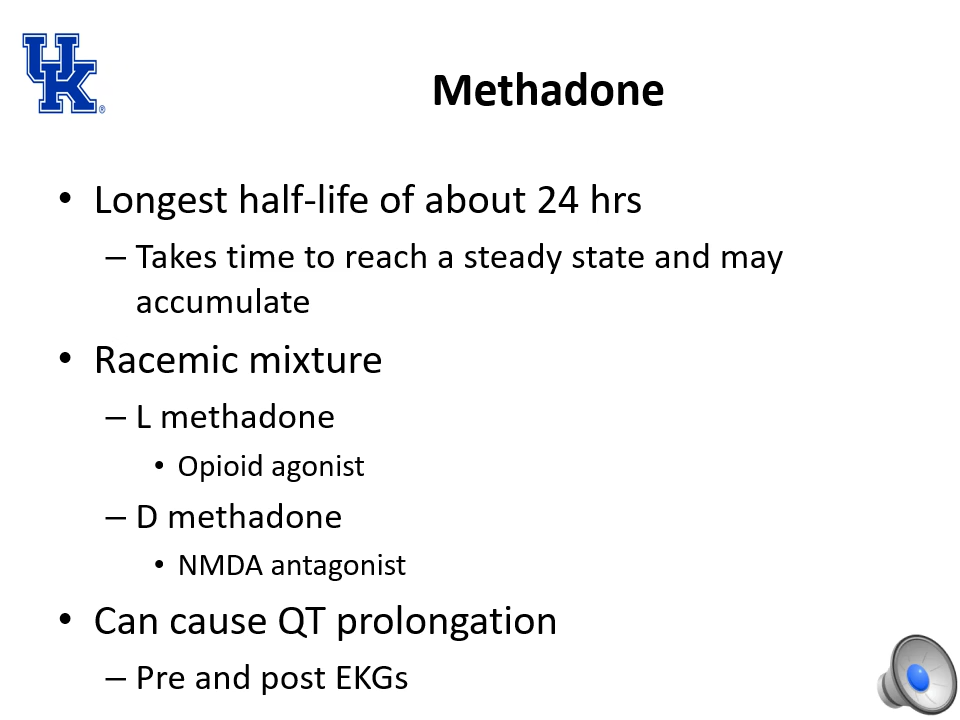 UK®
Methadone
• Longest half-life of about 24 hrs
– Takes time to reach a steady state and may
accumulate
• Racemic mixture
– L methadone
• Opioid agonist
– D methadone
• NMDA antagonist
• Can cause QT prolongation
– Pre and post EKGs